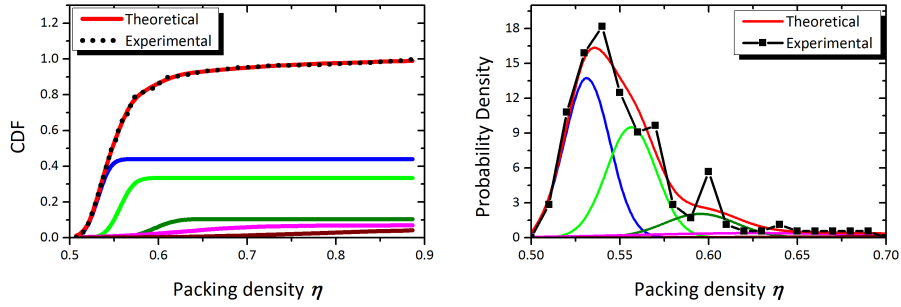 Theoretical
Experimental
CDF
1.2
1.0
0.8
0.6
0.4
0.2
0.0
0.5 0.6 0.7 0.8 0.9
Packing density η
Theoretical
Experimental
Probability Density
18
15
12
9
6
3
0
0.50 0.55 0.60 0.65 0.70
Packing density η